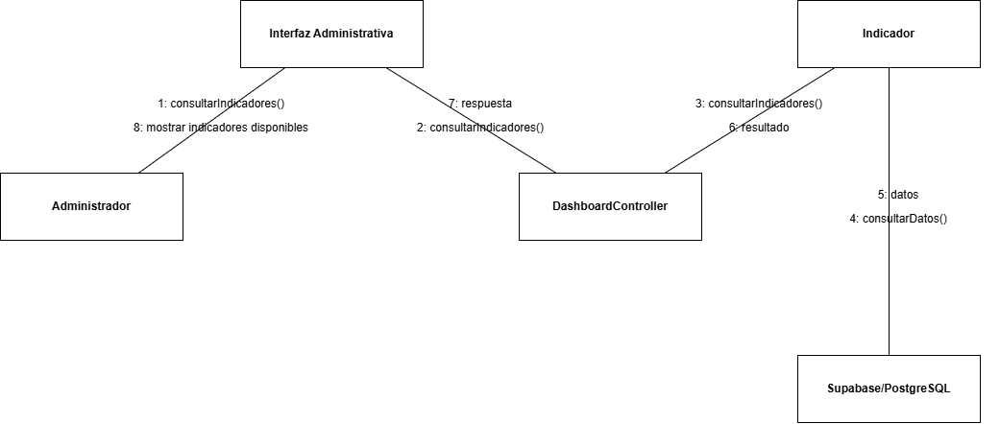 Interfaz Administrativa
Indicador
1: consultarIndicadores()
7: respuesta
3: consultarIndicadores()
8: mostrar indicadores disponibles
2: consultarIndicadores()
6: resultado
Administrador
DashboardController
5: datos
4: consultarDatos()
Supabase/PostgreSQL